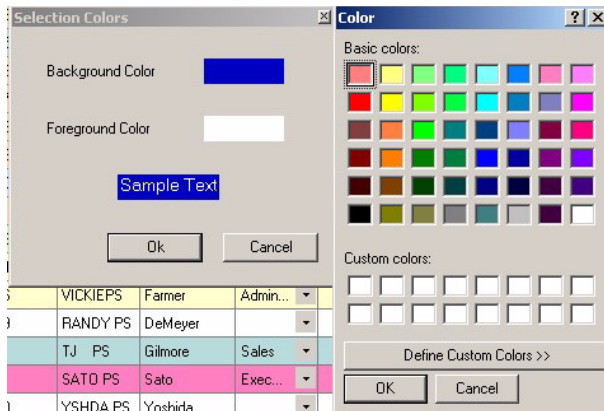 Selection Colors
Background Color
Foreground Color
Sample Text
Ok Cancel
VICKIEPS Farmer Admin...
RANDY PS DeMeyer
TJ PS Gilmore Sales
SATO PS Sato Exec...
YSHDA PS Yoshida
Color
Basic colors:
Custom colors:
Define Custom Colors >>
OK Cancel